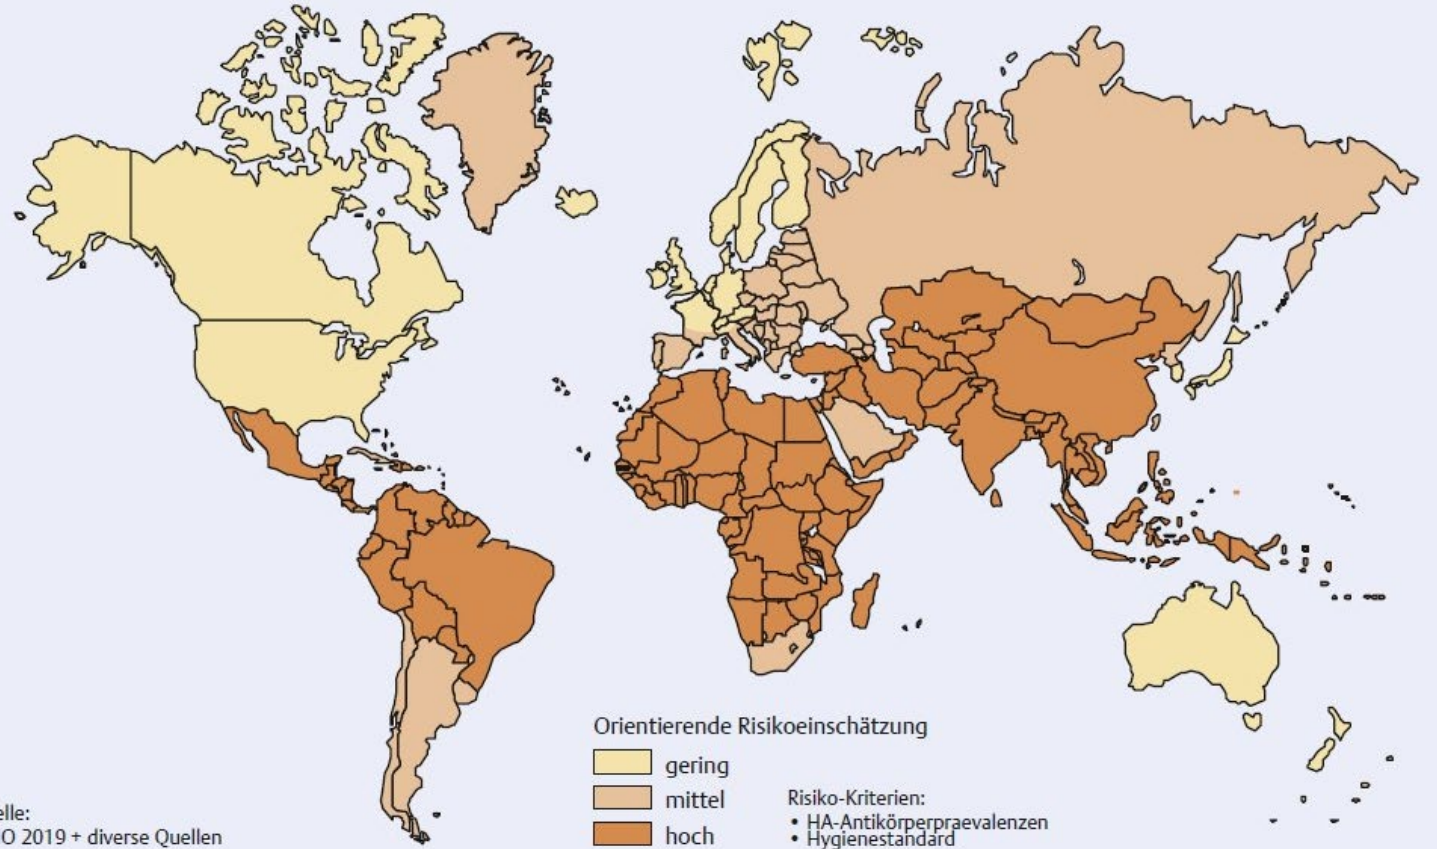 Orientierende Risikoeinschätzung
gering
mittel
hoch
Risiko-Kriterien:
• HA-Antikörperpraevalenzen
• Hygienestandard
elle:
O 2019 + diverse Quellen